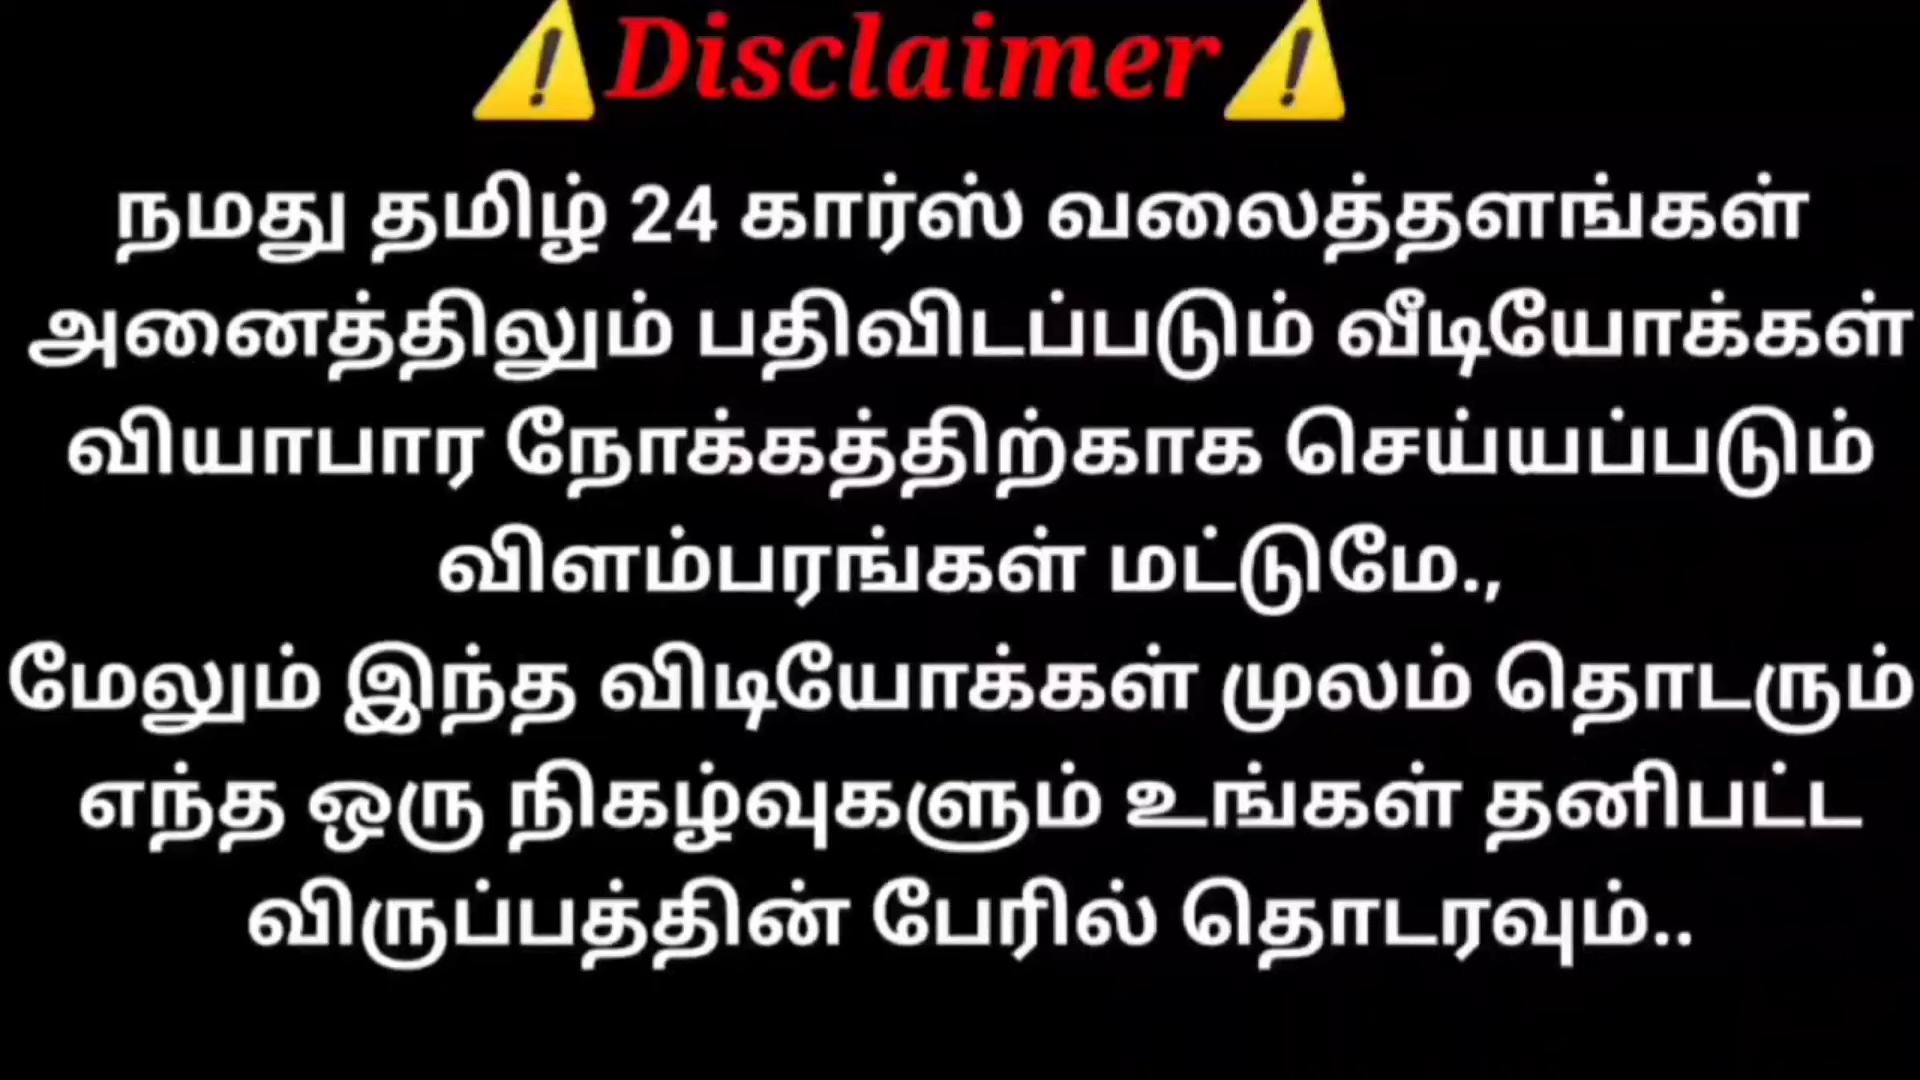 ⚠️Disclaimer⚠️
நமது தமிழ் 24 கார்ஸ் வலைத்தளங்கள்
அனைத்திலும் பதிவிடப்படும் வீடியோக்கள்
வியாபார நோக்கத்திற்காக செய்யப்படும்
விளம்பரங்கள் மட்டுமே.,
மேலும் இந்த விடியோக்கள் முலம் தொடரும்
எந்த ஒரு நிகழ்வுகளும் உங்கள் தனிபட்ட
விருப்பத்தின் பேரில் தொடரவும்..